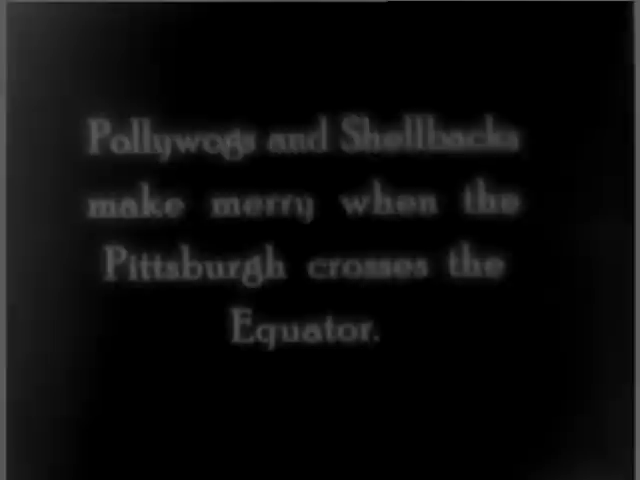 Pollywogs and Shellbacks
make merry when the
Pittsburgh crosses the
Equator.